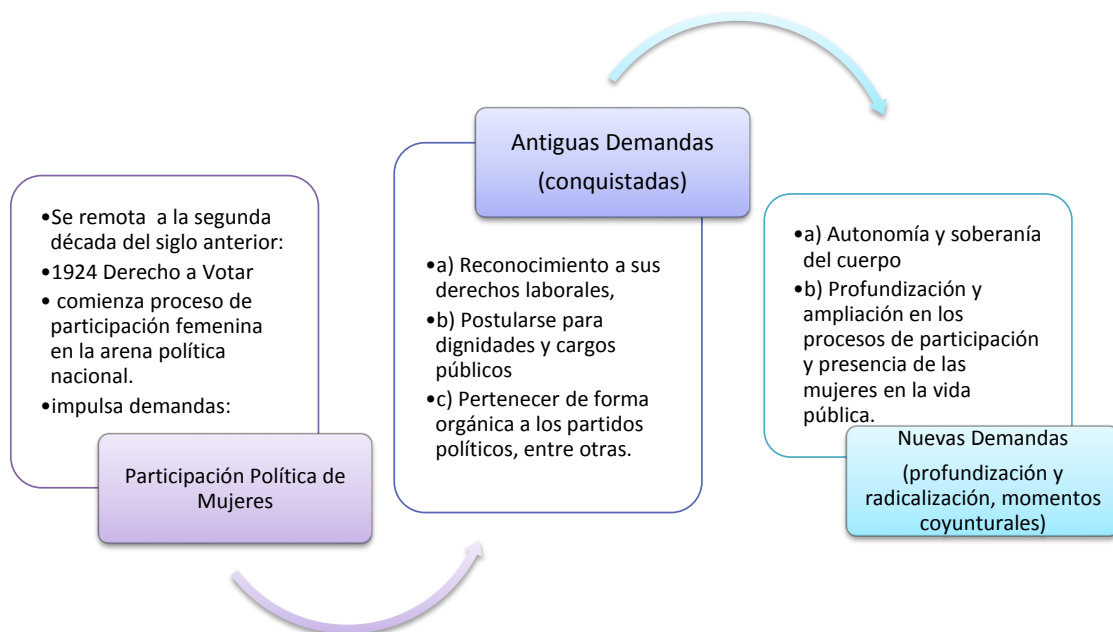 •Se remota a la segunda
década del siglo anterior:
•1924 Derecho a Votar
• comienza proceso de
participación femenina
en la arena política
nacional.
•impulsa demandas:
Participación Política de
Mujeres
Antiguas Demandas
(conquistadas)
•a) Reconocimiento a sus
derechos laborales,
•b) Postularse para
dignidades y cargos
públicos
•c) Pertenecer de forma
orgánica a los partidos
políticos, entre otras.
•a) Autonomía y soberanía
del cuerpo
•b) Profundización y
ampliación en los
procesos de participación
y presencia de las
mujeres en la vida
pública.
Nuevas Demandas
(profundización y
radicalización, momentos
coyunturales)